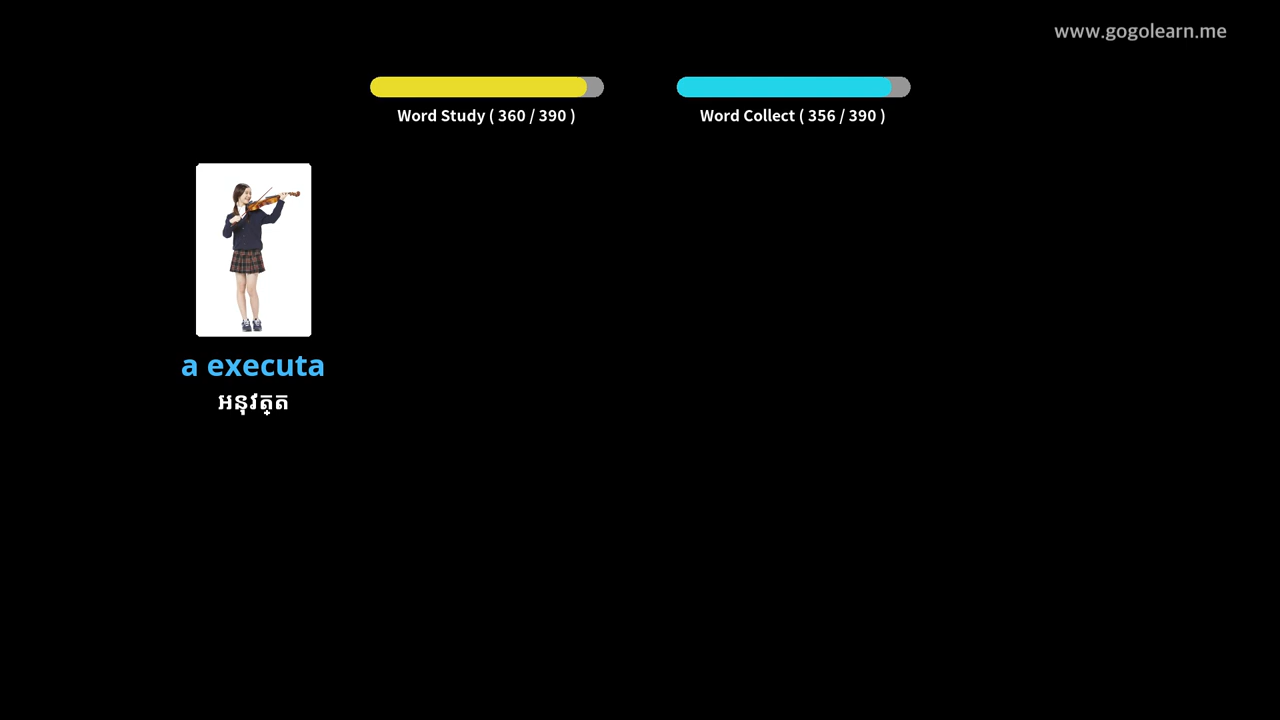 www.gogolearn.me
Word Study ( 360 / 390 )
Word Collect ( 356 / 390 )
a executa
អនុវត្ត